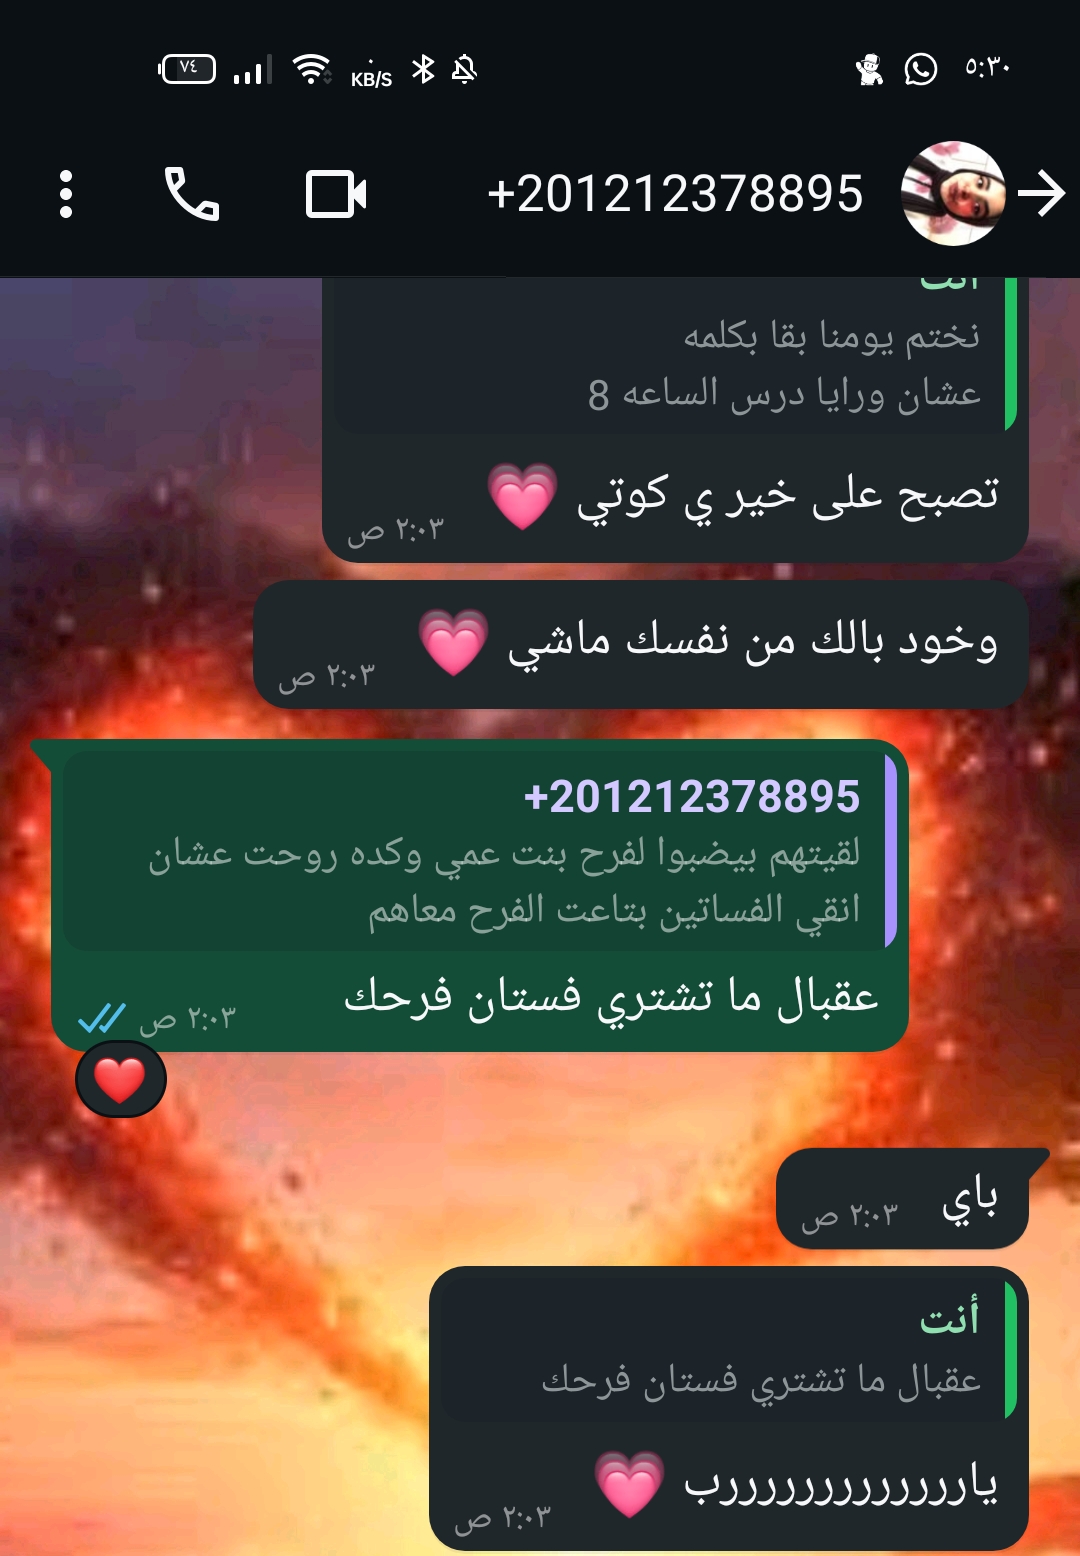 ٥:٣٠
KB/S
٧٤
+201212378895
أنت
نختم يومنا بقا بكلمه
عشان ورايا درس الساعه 8
تصبح على خير ي كوتي 💗
٢:٠٣ ص
وخود بالك من نفسك ماشي 💗
٢:٠٣ ص
+201212378895
لقيتهم بيضبوا لفرح بنت عمي وكده روحت عشان
انقي الفساتين بتاعت الفرح معاهم
عقبال ما تشتري فستان فرحك
٢:٠٣ ص
❤️
باي
٢:٠٣ ص
أنت
عقبال ما تشتري فستان فرحك
يارررررررررررررب 💗
٢:٠٣ ص